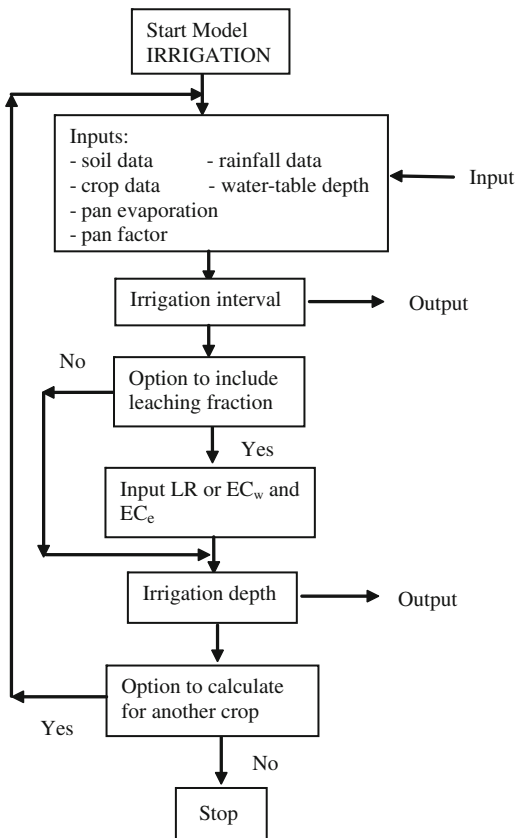 Start Model
IRRIGATION
Inputs:
- soil data - rainfall data
- crop data - water-table depth
- pan evaporation
- pan factor
Input
Irrigation interval
Output
No
Option to include
leaching fraction
Yes
Input LR or ECw and
ECe
Irrigation depth
Output
Option to calculate
for another crop
Yes
No
Stop